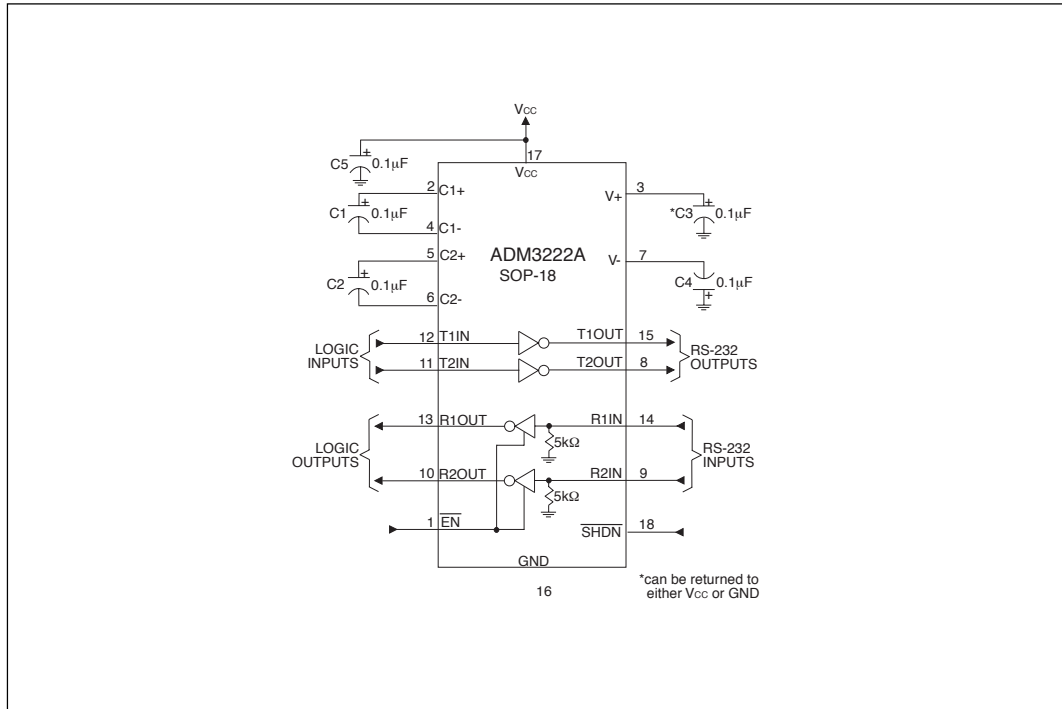 Vcc
C5 + 0.1µF
17
Vcc
2 C1+
C1 + 0.1µF
4 C1-
5 C2+
C2 + 0.1µF
6 C2-
V+ 3
*C3 + 0.1µF
ADM3222A
SOP-18
V- 7
C4 + 0.1µF
LOGIC
INPUTS
12 T1IN T1OUT 15
11 T2IN T2OUT 8
RS-232
OUTPUTS
LOGIC
OUTPUTS
13 R1OUT R1IN 14
5kΩ
10 R2OUT R2IN 9
5kΩ
RS-232
INPUTS
1 EN
SHDN 18
GND
16
*can be returned to
either Vcc or GND